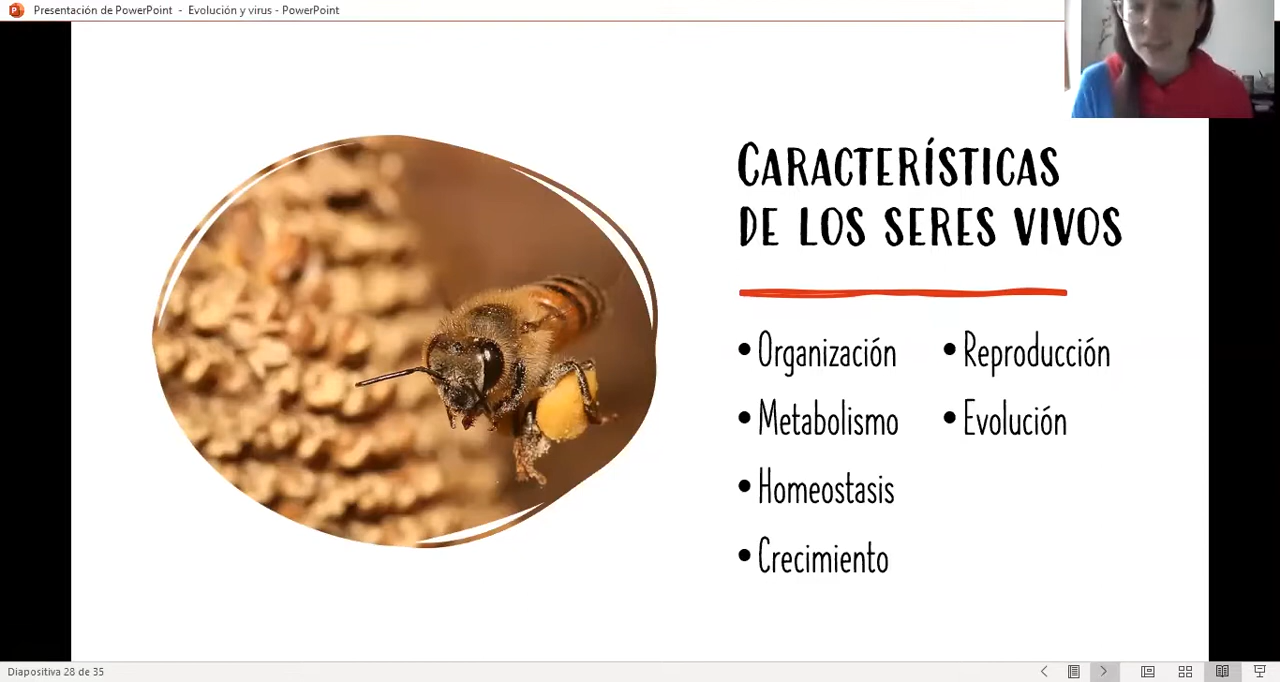 Presentación de PowerPoint - Evolución y virus - PowerPoint
CARACTERÍSTICAS
DE LOS SERES VIVOS
• Organización
• Metabolismo
• Homeostasis
• Crecimiento
• Reproducción
• Evolución
Diapositiva 28 de 35